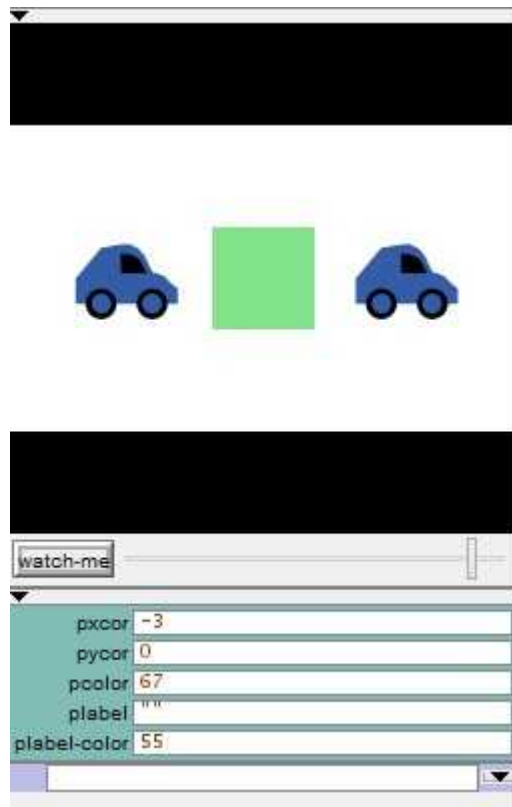 watch-me
pxcor -3
pycor 0
pcolor 67
plabel ""
plabel-color 55